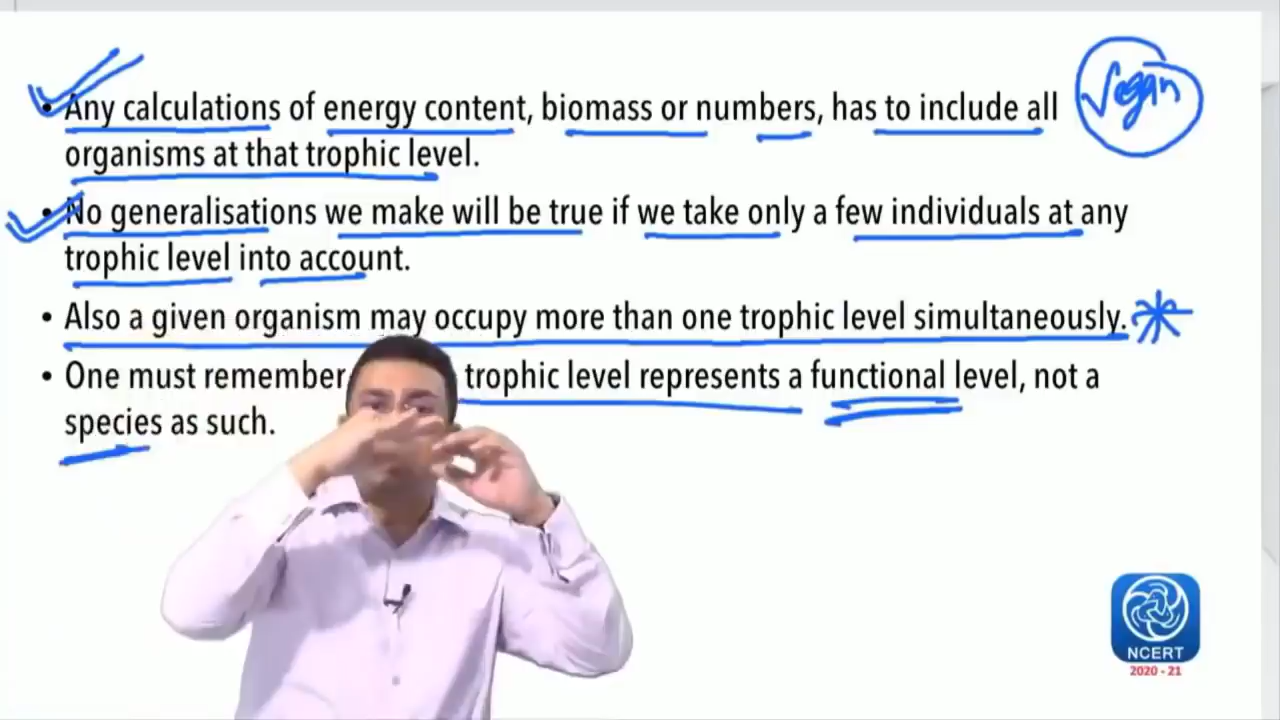 • Any calculations of energy content, biomass or numbers, has to include all
organisms at that trophic level.
Vegan
• No generalisations we make will be true if we take only a few individuals at any
trophic level into account.
• Also a given organism may occupy more than one trophic level simultaneously.
• One must remember trophic level represents a functional level, not a
species as such.
NCERT
2020 - 21